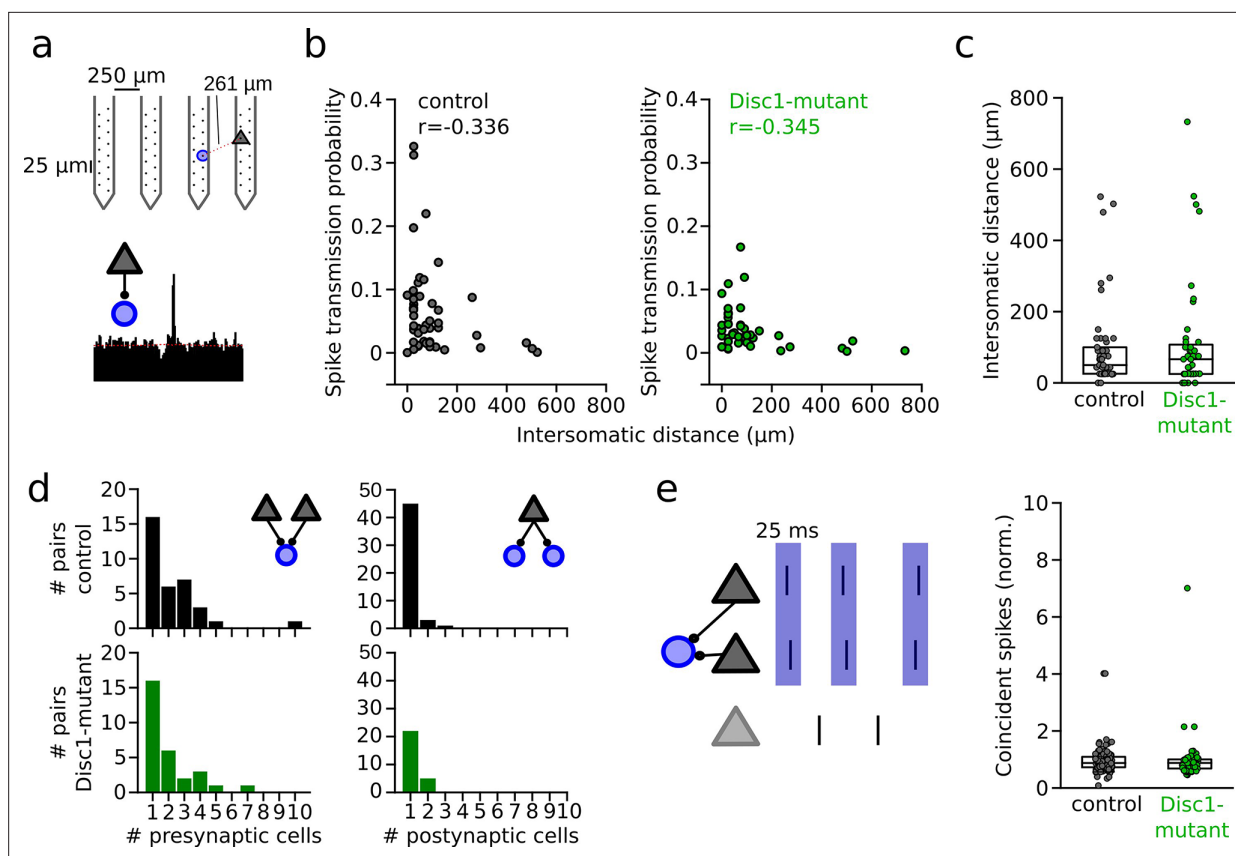 a
250 µm
261 µm
25 µm
b
Spike transmission probability
0.4
0.3
0.2
0.1
0
control
r=-0.336
0 200 400 600 800
Spike transmission probability
0.4
0.3
0.2
0.1
0
Disc1-mutant
r=-0.345
0 200 400 600 800
Intersomatic distance (µm)
c
Intersomatic distance (µm)
800
600
400
200
0
control
Disc1-
mutant
d
# pairs
control
20
15
10
5
0
50
40
30
20
10
0
# pairs
Disc1-mutant
20
15
10
5
0
1 2 3 4 5 6 7 8 9 10
# presynaptic cells
50
40
30
20
10
0
1 2 3 4 5 6 7 8 9 10
# postsynaptic cells
e
25 ms
Coincident spikes (norm.)
10
8
6
4
2
0
control
Disc1-
mutant